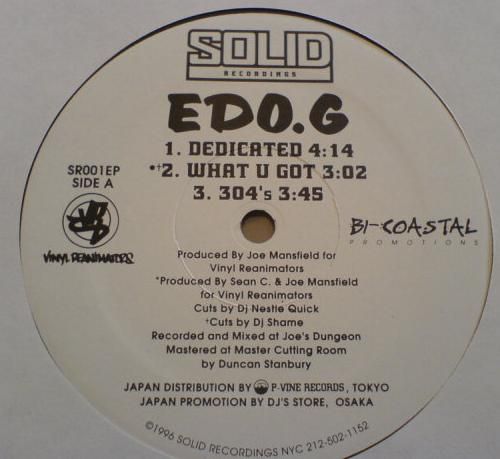 SOLID
RECORDINGS
EDO.G
1. DEDICATED 4:14
*†2. WHAT U GOT 3:02
3. 304's 3:45
SR001EP
SIDE A
VINYL REANIMATORS
BI-COASTAL
PROMOTIONS
Produced By Joe Mansfield for
Vinyl Reanimators
*Produced By Sean C. & Joe Mansfield
for Vinyl Reanimators
Cuts by Dj Nestle Quick
†Cuts by Dj Shame
Recorded and Mixed at Joe's Dungeon
Mastered at Master Cutting Room
by Duncan Stanbury
JAPAN DISTRIBUTION BY P-VINE RECORDS, TOKYO
JAPAN PROMOTION BY DJ'S STORE, OSAKA
©1996 SOLID RECORDINGS NYC 212-502-1152